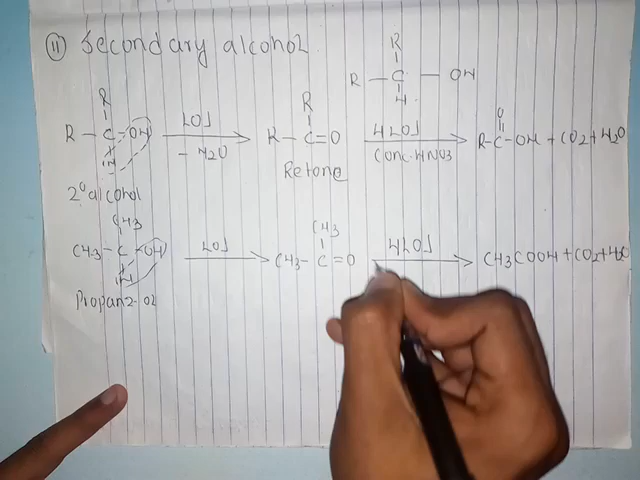 (11) Secondary alcohol
R
R - C - OH
H
R
R - C - OH
H
[O]
- H2O
R
R - C = O
Ketone
4[O]
Conc. HNO3
O
R - C - OH + CO2 + H2O
2° alcohol
CH3
CH3 - C - OH
H
[O]
CH3
CH3 - C = O
4[O]
CH3COOH + CO2 + H2O
Propan 2-ol